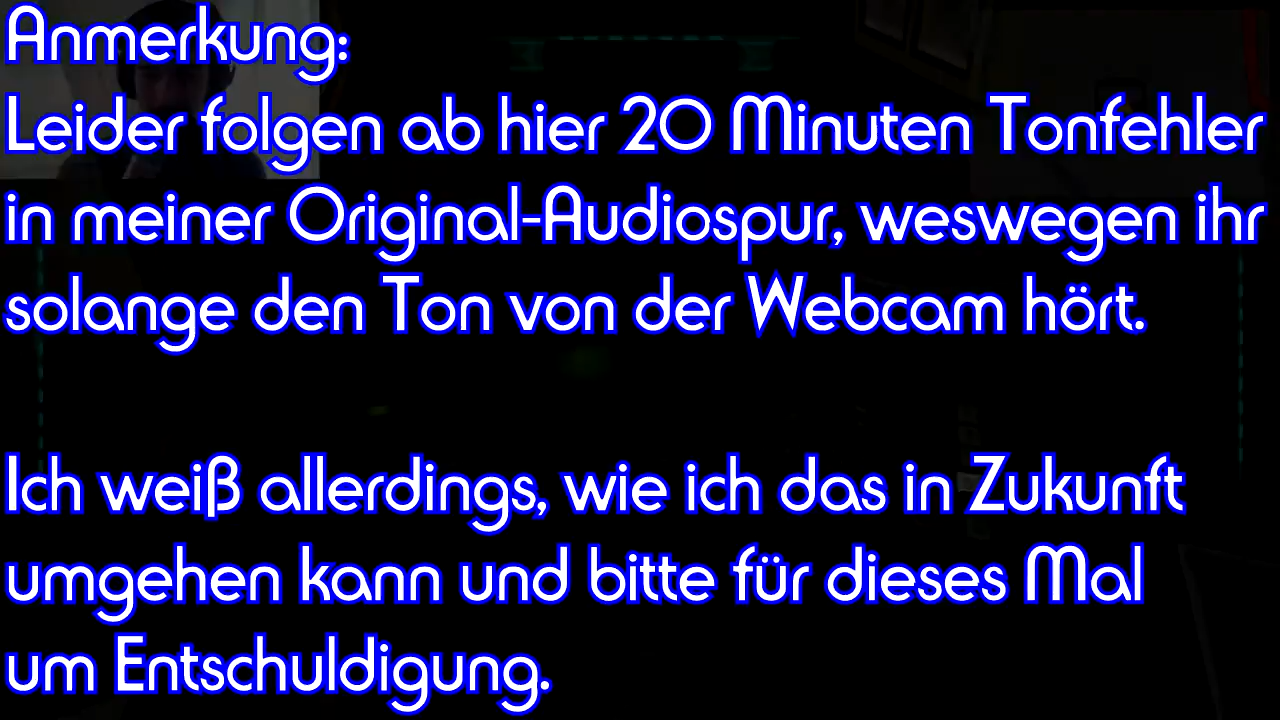 Anmerkung:
Leider folgen ab hier 20 Minuten Tonfehler
in meiner Original-Audiospur, weswegen ihr
solange den Ton von der Webcam hört.
Ich weiß allerdings, wie ich das in Zukunft
umgehen kann und bitte für dieses Mal
um Entschuldigung.